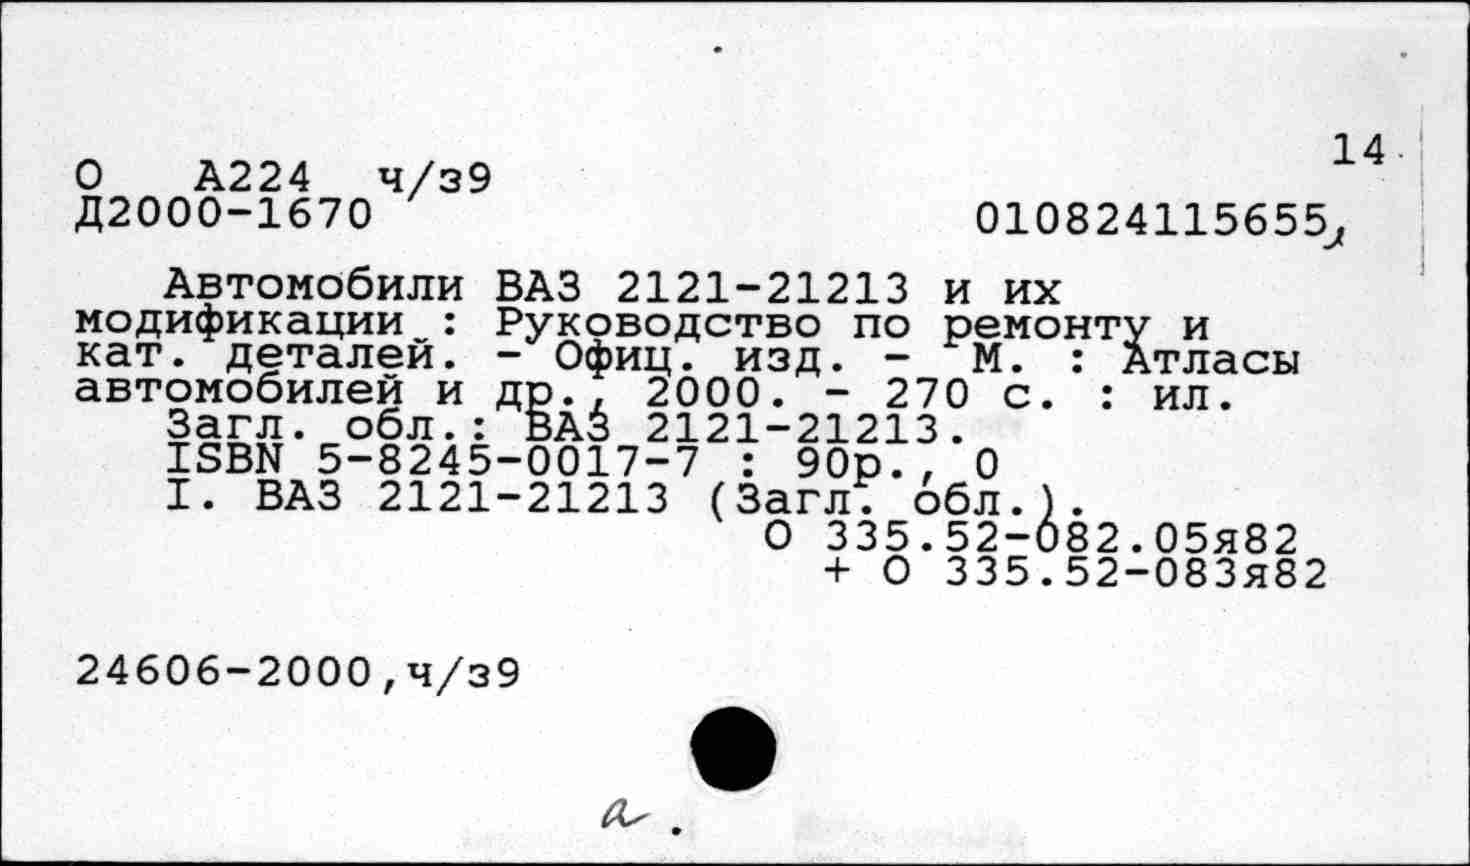 14
О А224 ч/з9
Д2000-1670 010824115655
Автомобили ВАЗ 2121-21213 и их
модификации : Руководство по ремонту и
кат. деталей. - Офиц. изд. - М. : Атласы
автомобилей и др., 2000. - 270 с. : ил.
Загл. обл.: ВАЗ 2121-21213.
ISBN 5-8245-0017-7 : 90р., 0
I. ВАЗ 2121-21213 (Загл. обл.).
О 335.52-082.05я82
+ О 335.52-083я82
24606-2000,ч/з9
а.